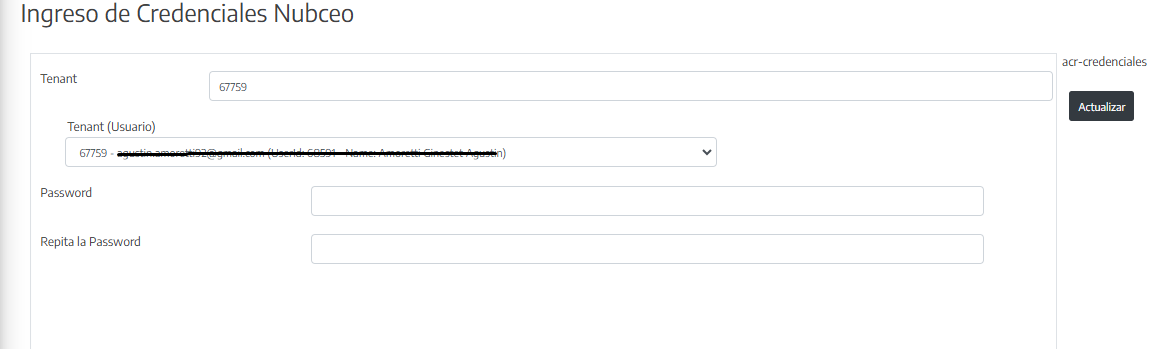 Ingreso de Credenciales Nubceo
acr-credenciales
Tenant
67759
Actualizar
Tenant (Usuario)
67759 -
Password
Repita la Password